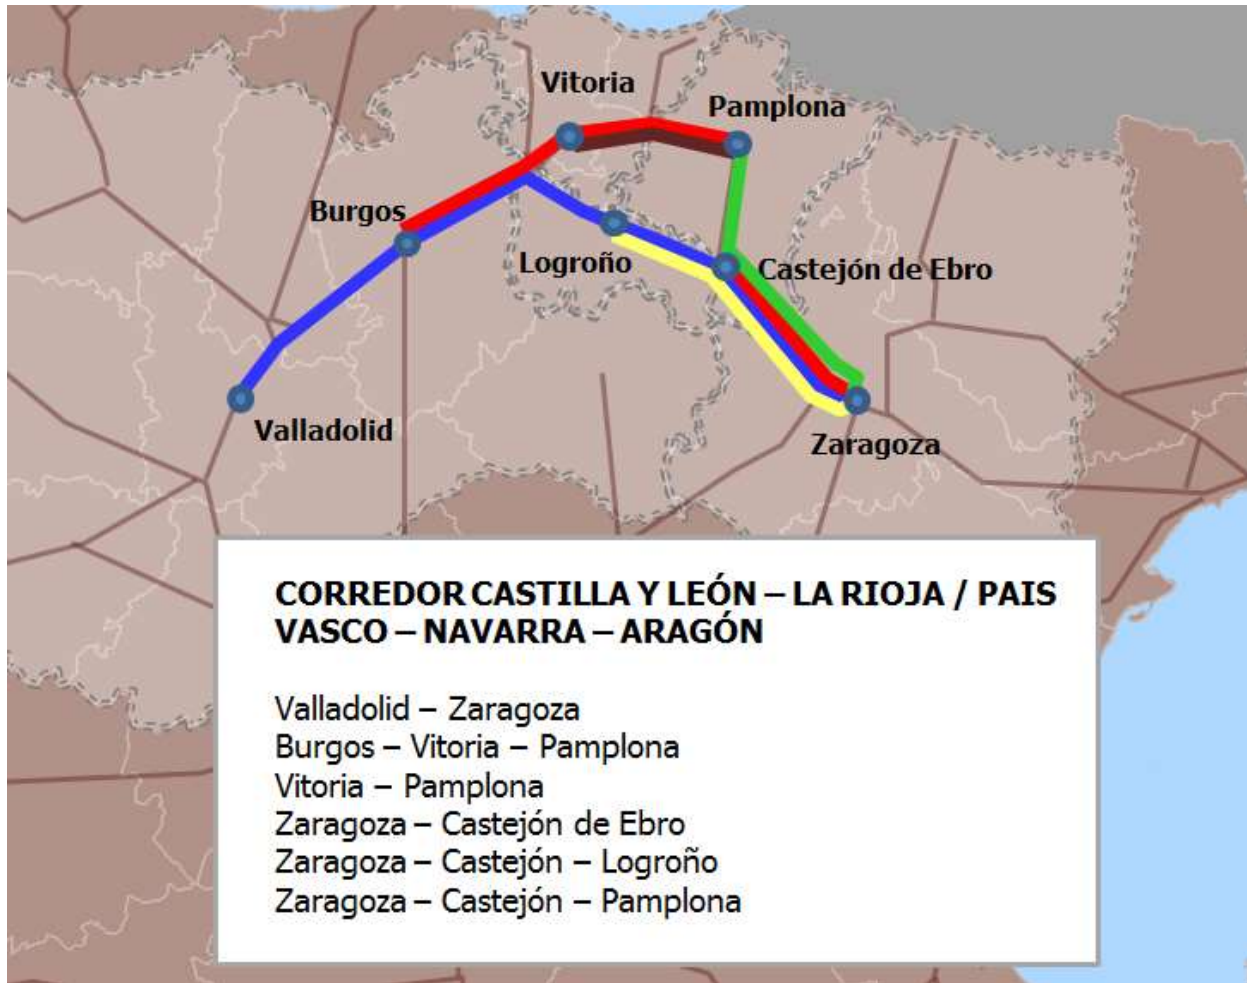 Vitoria
Pamplona
Burgos
Logroño
Castejón de Ebro
Valladolid
Zaragoza
CORREDOR CASTILLA Y LEÓN – LA RIOJA / PAIS
VASCO – NAVARRA – ARAGÓN
Valladolid – Zaragoza
Burgos – Vitoria – Pamplona
Vitoria – Pamplona
Zaragoza – Castejón de Ebro
Zaragoza – Castejón – Logroño
Zaragoza – Castejón – Pamplona